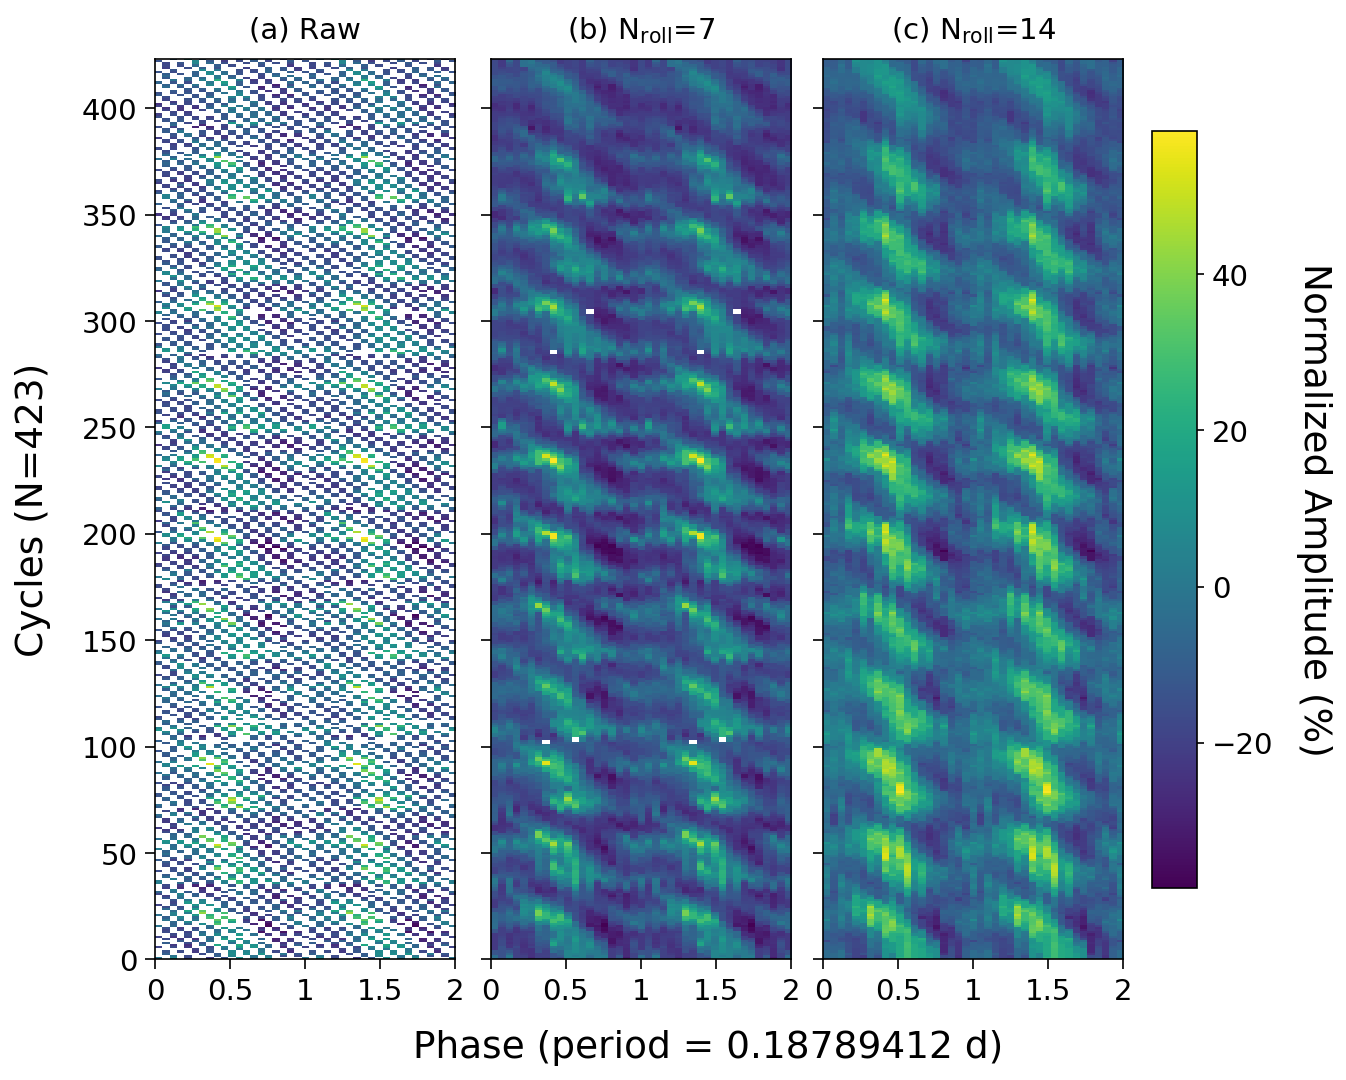 (a) Raw
(b) Nroll=7
(c) Nroll=14
Cycles (N=423)
400
350
300
250
200
150
100
50
0
0 0.5 1 1.5 2
0 0.5 1 1.5 2
0 0.5 1 1.5 2
Phase (period = 0.18789412 d)
40
20
0
−20
Normalized Amplitude (%)